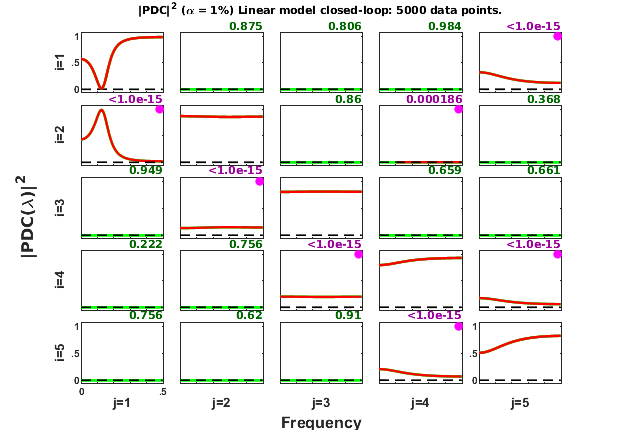 |PDC|² (α = 1%) Linear model closed-loop: 5000 data points.
0.875 0.806 0.984 <1.0e-15
i=1 1 .5 0
<1.0e-15 0.86 0.000186 0.368
i=2
0.949 <1.0e-15 0.659 0.661
i=3
|PDC(λ)|²
0.222 0.756 <1.0e-15 <1.0e-15
i=4
0.756 0.62 0.91 <1.0e-15
i=5 1 .5 0 .5
0 .5
j=1 j=2 j=3 j=4 j=5
Frequency